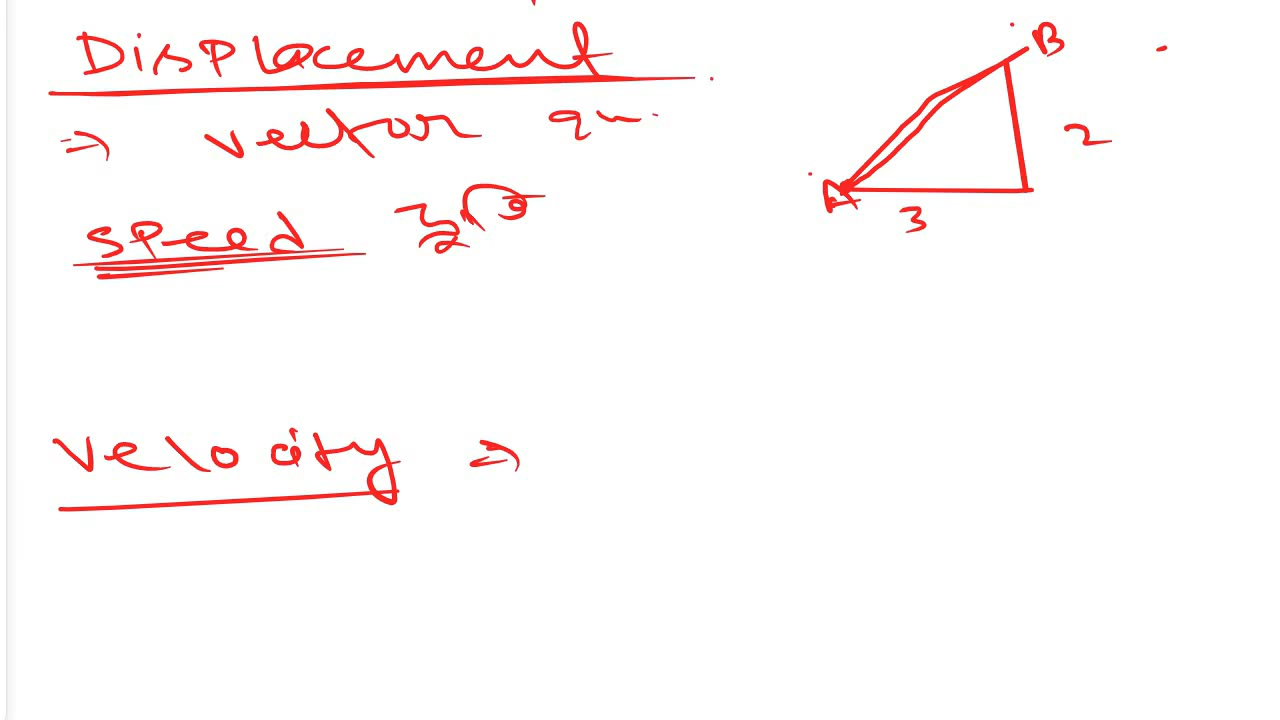 Displacement
⇒ vector
speed
velocity ⇒
B
2
A
3